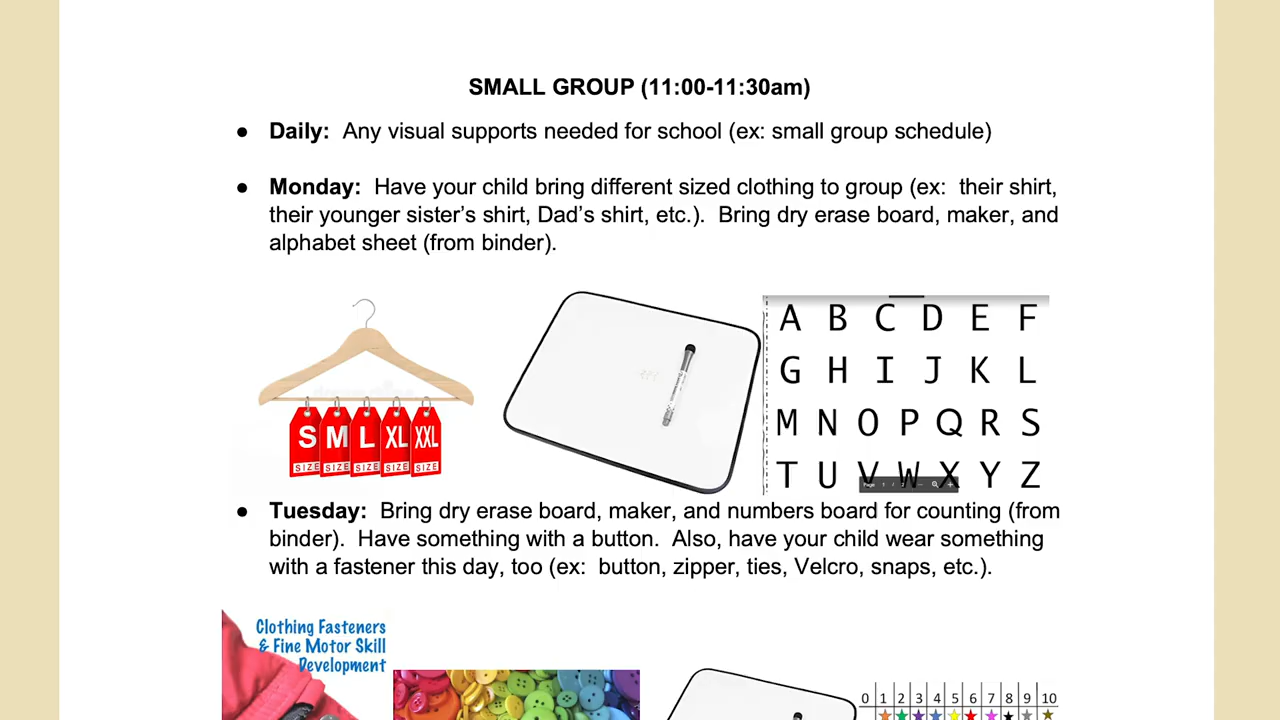 SMALL GROUP (11:00-11:30am)
● Daily: Any visual supports needed for school (ex: small group schedule)
● Monday: Have your child bring different sized clothing to group (ex: their shirt,
their younger sister’s shirt, Dad’s shirt, etc.). Bring dry erase board, maker, and
alphabet sheet (from binder).
S M L XL XXL
SIZE SIZE SIZE SIZE SIZE
A B C D E F
G H I J K L
M N O P Q R S
T U V W X Y Z
Page 1 /
● Tuesday: Bring dry erase board, maker, and numbers board for counting (from
binder). Have something with a button. Also, have your child wear something
with a fastener this day, too (ex: button, zipper, ties, Velcro, snaps, etc.).
Clothing Fasteners
& Fine Motor Skill
Development
0 1 2 3 4 5 6 7 8 9 10